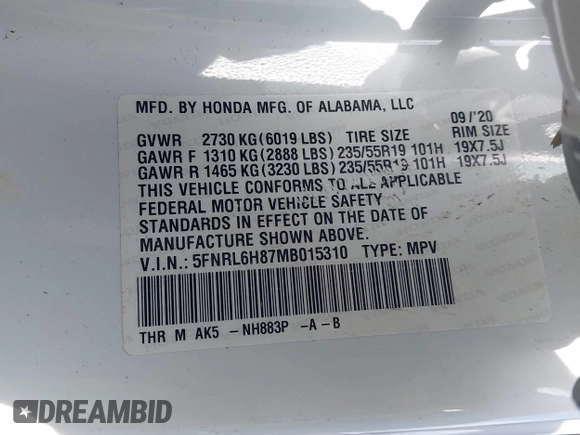 MFD. BY HONDA MFG. OF ALABAMA, LLC
09/'20
GVWR 2730 KG (6019 LBS) TIRE SIZE RIM SIZE
GAWR F 1310 KG (2888 LBS) 235/55R19 101H 19X7.5J
GAWR R 1465 KG (3230 LBS) 235/55R19 101H 19X7.5J
THIS VEHICLE CONFORMS TO ALL APPLICABLE
FEDERAL MOTOR VEHICLE SAFETY
STANDARDS IN EFFECT ON THE DATE OF
MANUFACTURE SHOWN ABOVE.
V.I.N.: 5FNRL6H87MB015310 TYPE: MPV
THR M AK5 -NH883P -A-B
DREAMBID